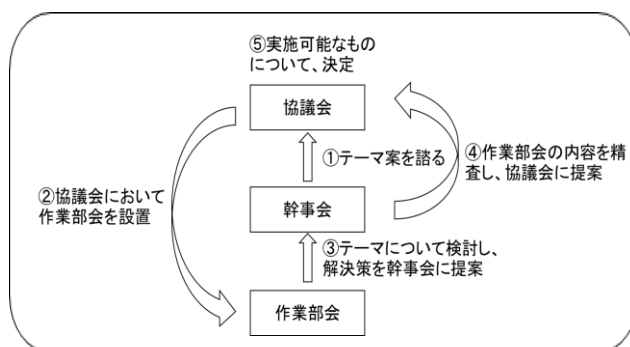 ⑤実施可能なもの
について、決定
協議会
①テーマ案を諮る
④作業部会の内容を精
査し、協議会に提案
②協議会において
作業部会を設置
幹事会
③テーマについて検討し、
解決策を幹事会に提案
作業部会